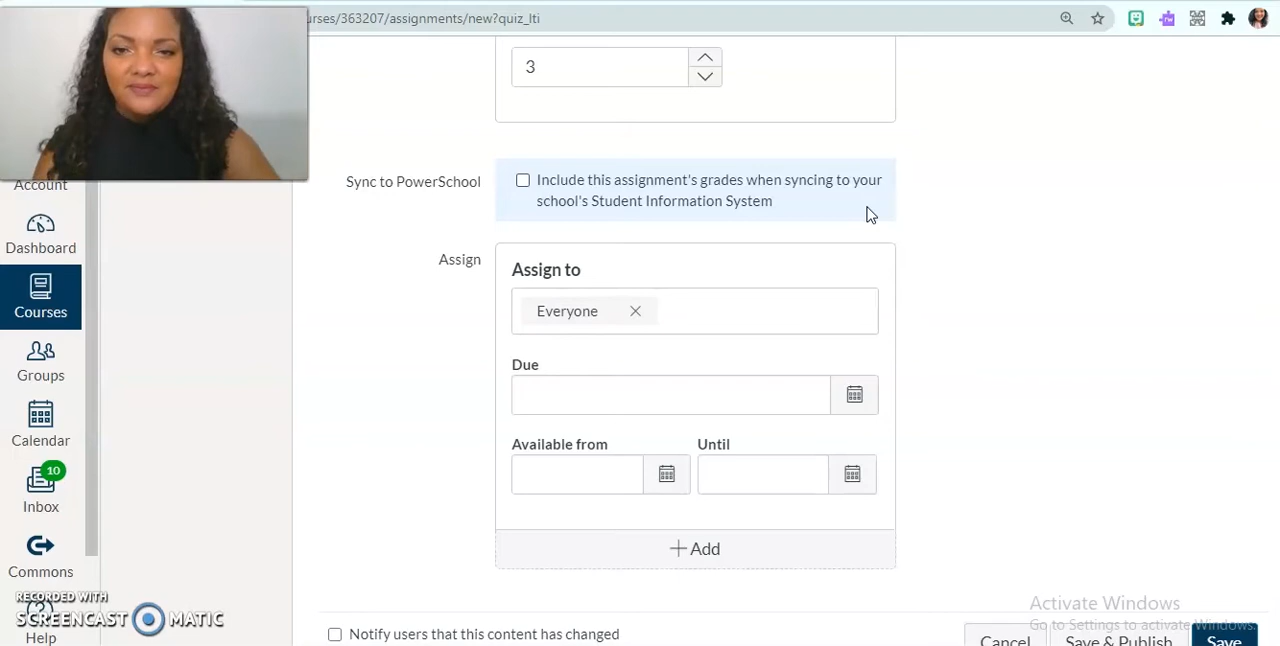 urses/363207/assignments/new?quiz_lti
3
Account
Sync to PowerSchool
Include this assignment's grades when syncing to your
school's Student Information System
Dashboard
Assign
Assign to
Courses
Everyone
Due
Groups
Calendar
Available from
Until
10
Inbox
Add
Commons
RECORDED WITH
SCREENCAST MATIC
Help
Activate Windows
Go to Settings to activate Windows.
Notify users that this content has changed
Cancel
Save & Publish
Save